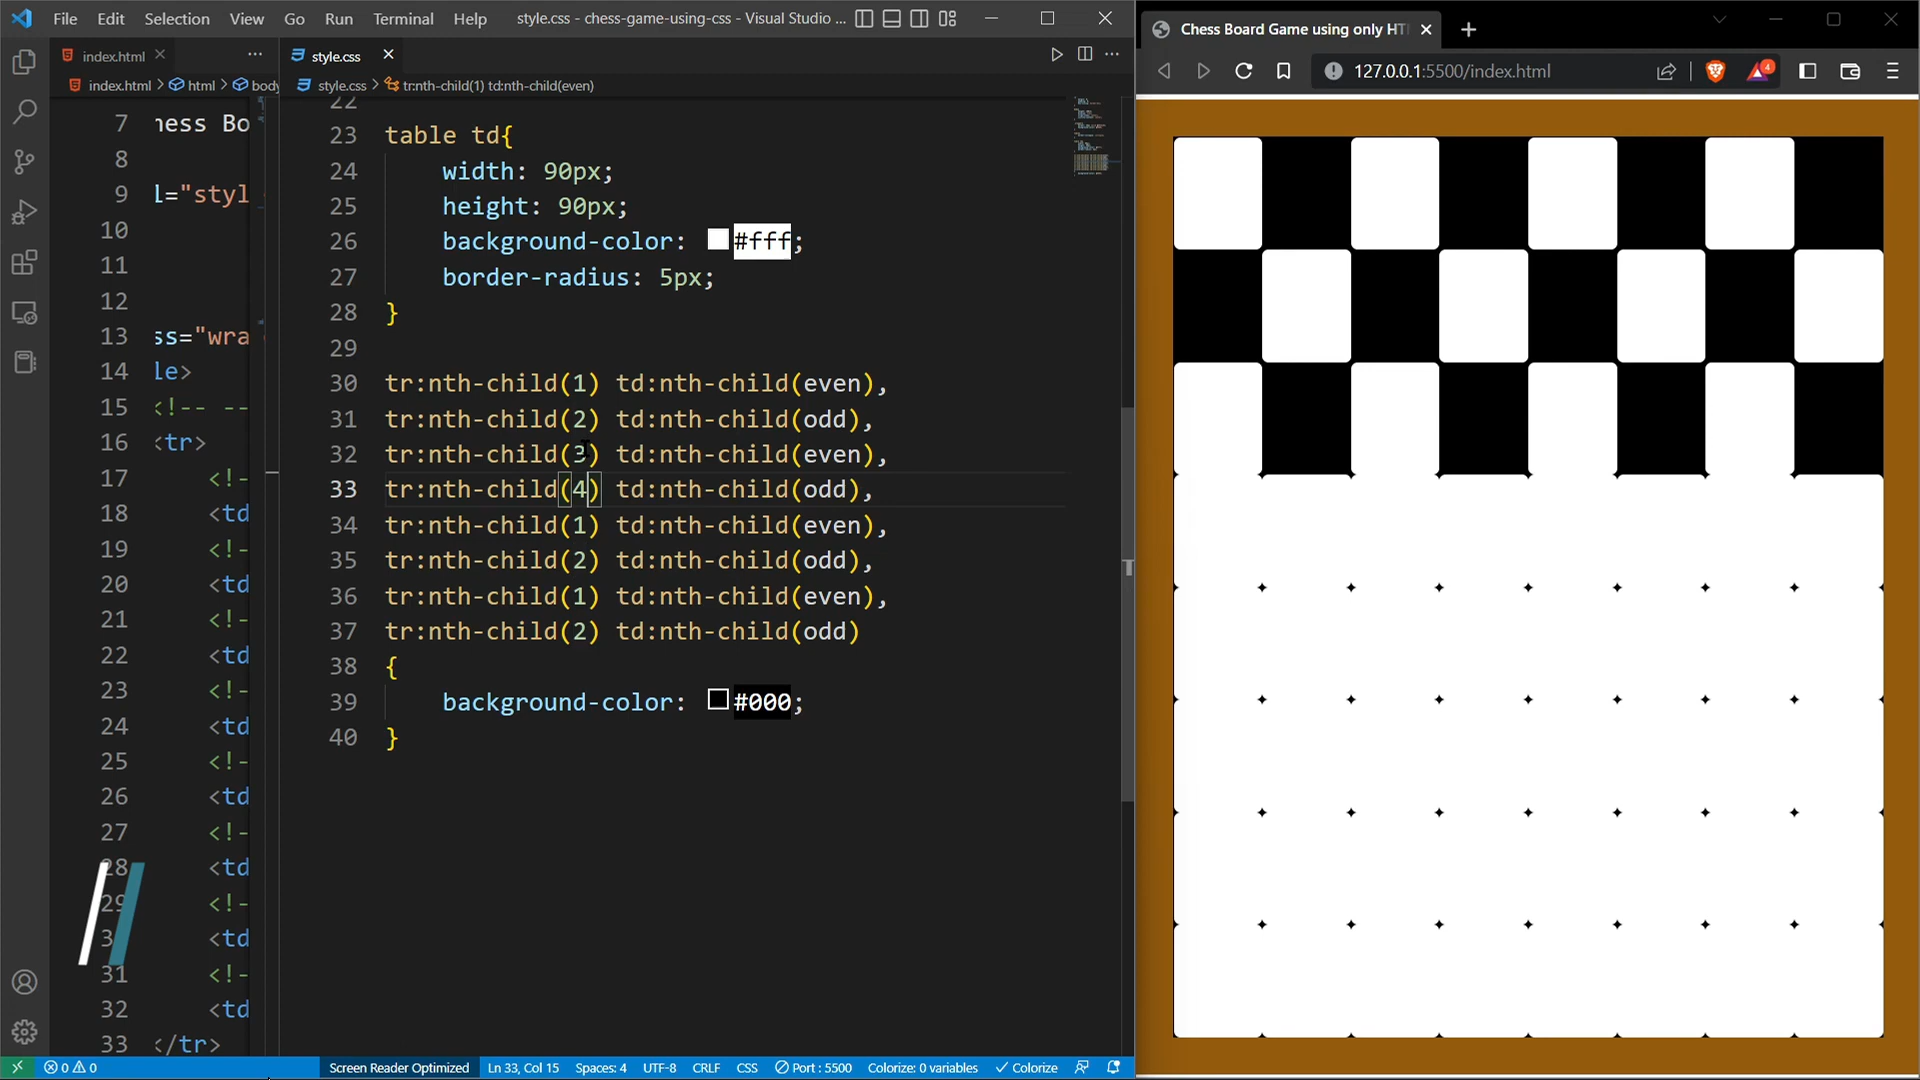 File Edit Selection View Go Run Terminal Help style.css - chess-game-using-css - Visual Studio ...
index.html
index.html > html > body
7 hess Bo
8
9 l="styl
10
11
12
13 ss="wra
14 le>
15 <!-- --
16 <tr>
17 <!-
18 <td
19 <!-
20 <td
21 <!-
22 <td
23 <!-
24 <td
25 <!-
26 <td
27 <!-
28 <td
29 <!-
<td
31 <!-
32 <td
33 </tr>
style.css
style.css > tr:nth-child(1) td:nth-child(even)
22
23 table td{
24 width: 90px;
25 height: 90px;
26 background-color: #fff;
27 border-radius: 5px;
28 }
29
30 tr:nth-child(1) td:nth-child(even),
31 tr:nth-child(2) td:nth-child(odd),
32 tr:nth-child(3) td:nth-child(even),
33 tr:nth-child(4) td:nth-child(odd),
34 tr:nth-child(1) td:nth-child(even),
35 tr:nth-child(2) td:nth-child(odd),
36 tr:nth-child(1) td:nth-child(even),
37 tr:nth-child(2) td:nth-child(odd)
38 {
39 background-color: #000;
40 }
0 0 Screen Reader Optimized Ln 33, Col 15 Spaces: 4 UTF-8 CRLF CSS Port : 5500 Colorize: 0 variables Colorize
Chess Board Game using only HT
127.0.0.1:5500/index.html
4